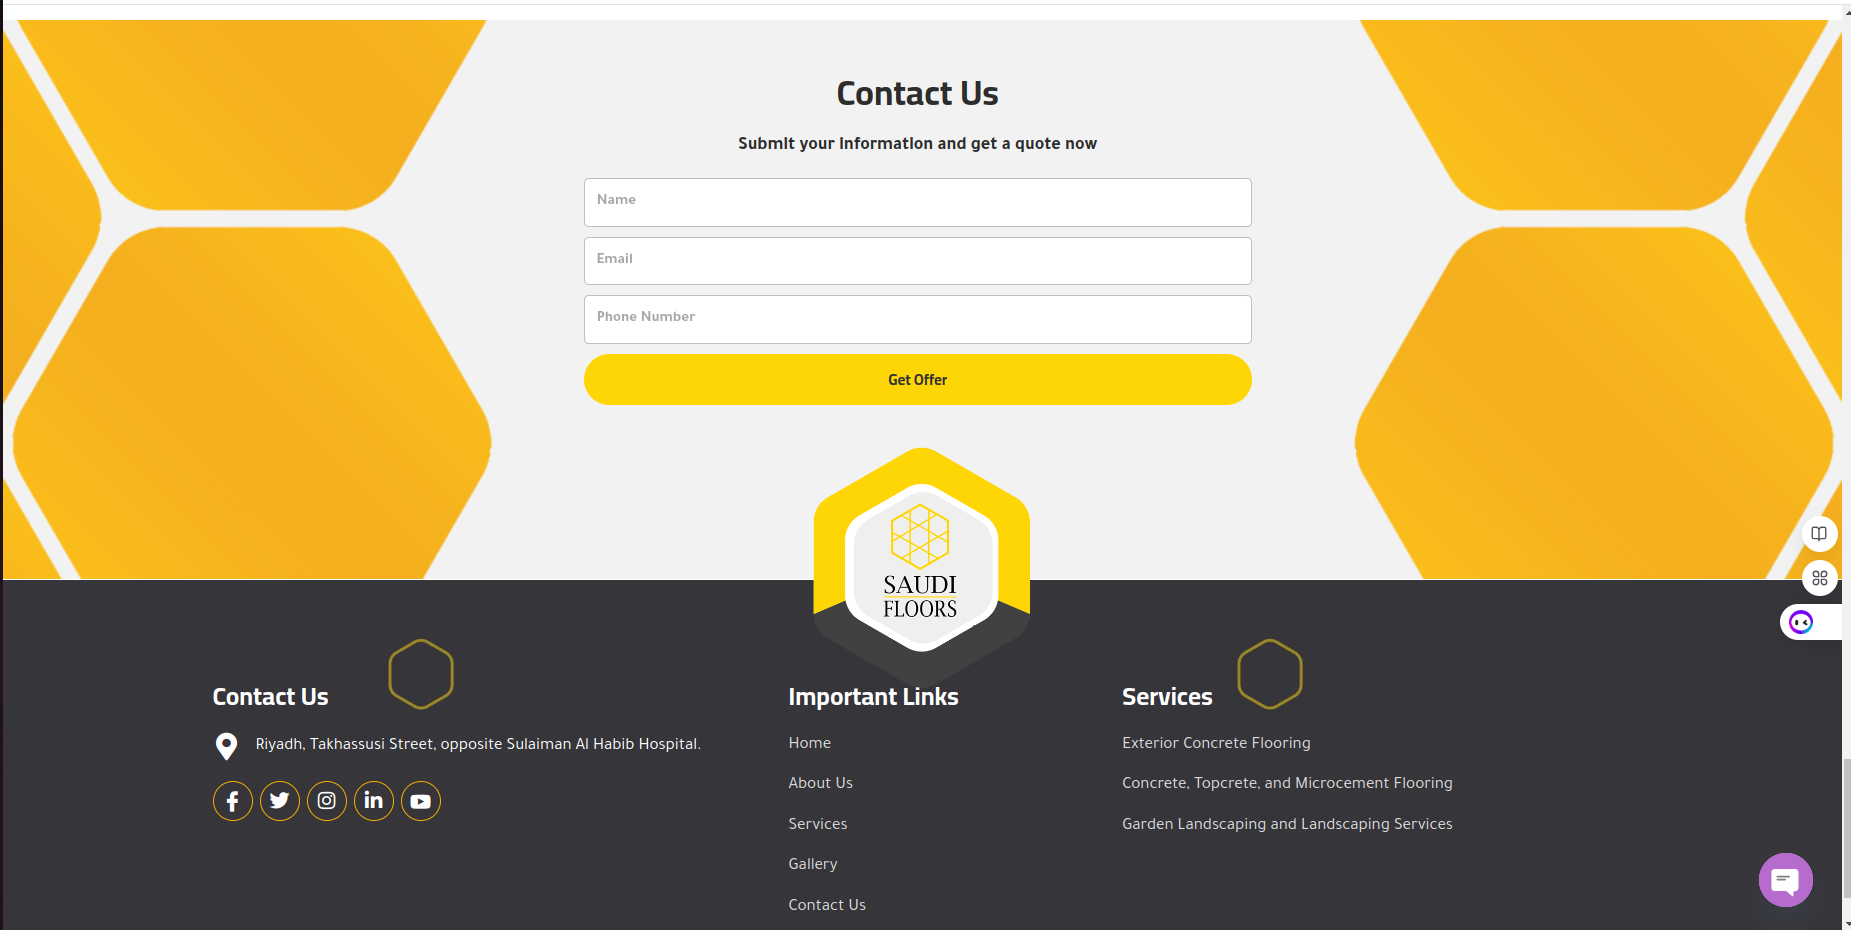 Contact Us
Submit your information and get a quote now
Name
Email
Phone Number
Get Offer
SAUDI
FLOORS
Contact Us
Riyadh, Takhassusi Street, opposite Sulaiman Al Habib Hospital.
Important Links
Home
About Us
Services
Gallery
Contact Us
Services
Exterior Concrete Flooring
Concrete, Topcrete, and Microcement Flooring
Garden Landscaping and Landscaping Services